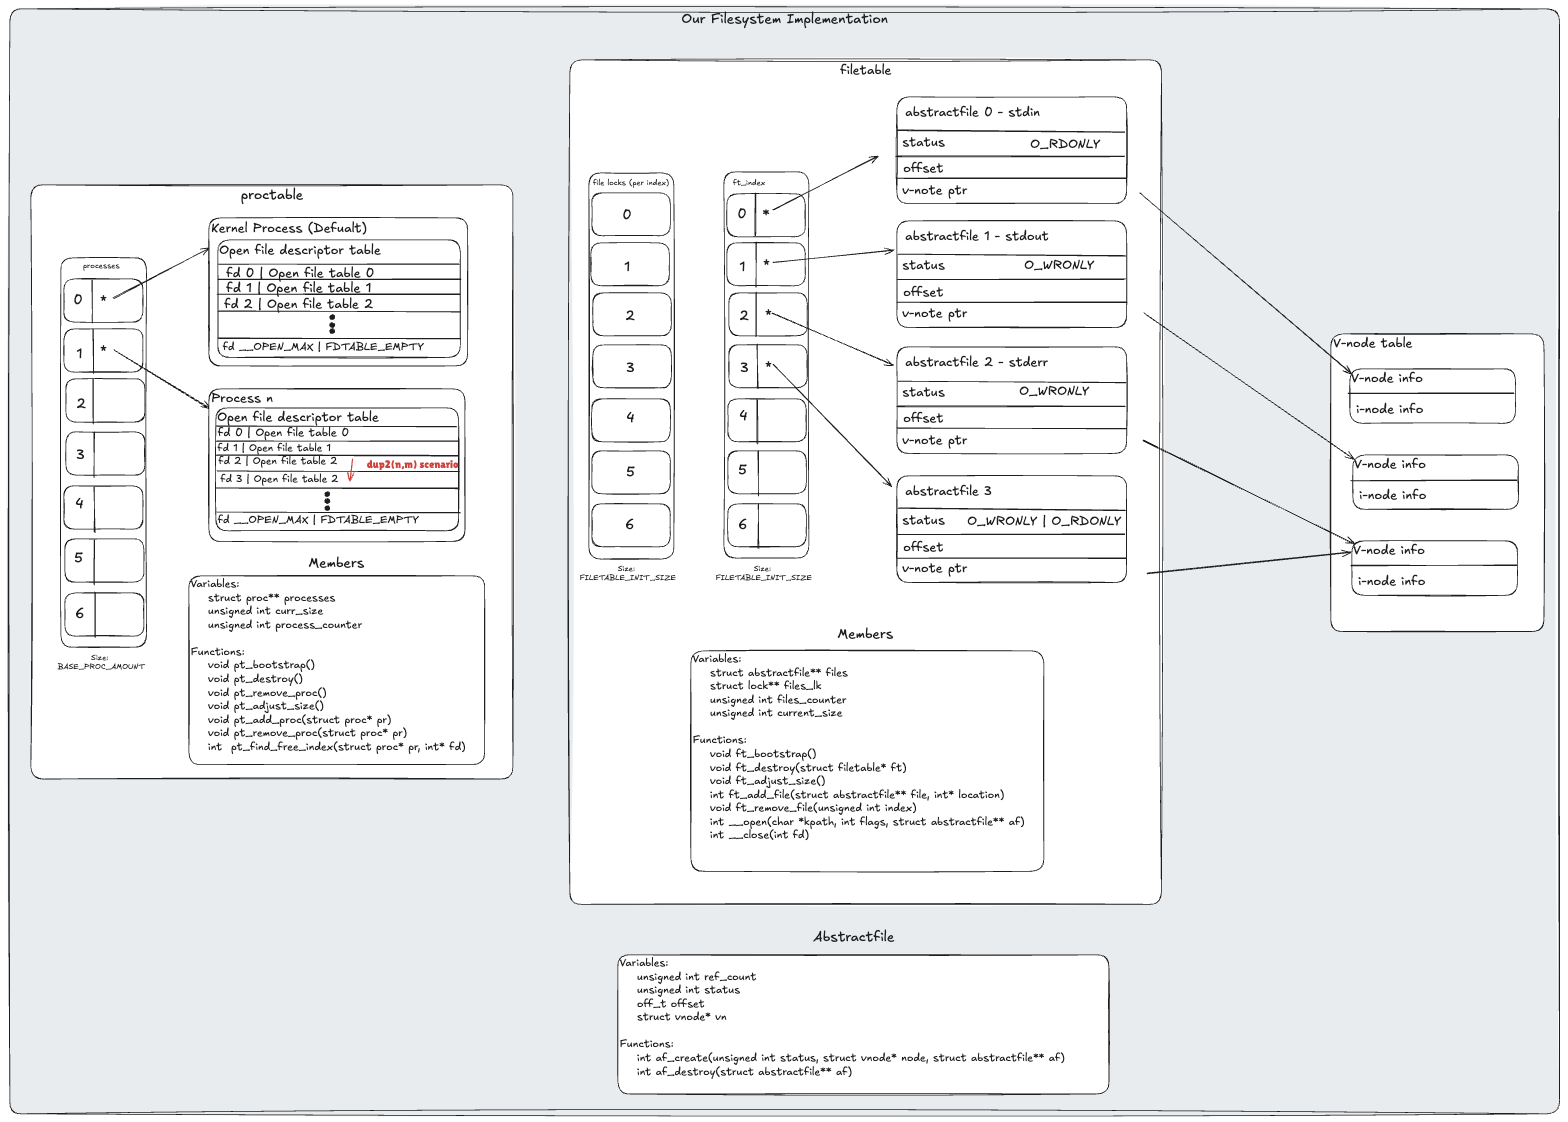 Our Filesystem Implementation
proctable
processes
0 *
1 *
2
3
4
5
6
Size:
BASE_PROC_AMOUNT
Kernel Process (Defualt)
Open file descriptor table
fd 0 | Open file table 0
fd 1 | Open file table 1
fd 2 | Open file table 2
fd __OPEN_MAX | FDTABLE_EMPTY
Process n
Open file descriptor table
fd 0 | Open file table 0
fd 1 | Open file table 1
fd 2 | Open file table 2
dup2(n,m) scenario
fd 3 | Open file table 2
fd __OPEN_MAX | FDTABLE_EMPTY
Members
Variables:
struct proc** processes
unsigned int curr_size
unsigned int process_counter
Functions:
void pt_bootstrap()
void pt_destroy()
void pt_remove_proc()
void pt_adjust_size()
void pt_add_proc(struct proc* pr)
void pt_remove_proc(struct proc* pr)
int pt_find_free_index(struct proc* pr, int* fd)
filetable
file locks (per index)
0
1
2
3
4
5
6
Size:
FILETABLE_INIT_SIZE
ft_index
0 *
1 *
2 *
3 *
4
5
6
Size:
FILETABLE_INIT_SIZE
abstractfile 0 - stdin
status O_RDONLY
offset
v-note ptr
abstractfile 1 - stdout
status O_WRONLY
offset
v-note ptr
abstractfile 2 - stderr
status O_WRONLY
offset
v-note ptr
abstractfile 3
status O_WRONLY | O_RDONLY
offset
v-note ptr
Members
Variables:
struct abstractfile** files
struct lock** files_lk
unsigned int files_counter
unsigned int current_size
Functions:
void ft_bootstrap()
void ft_destroy(struct filetable* ft)
void ft_adjust_size()
int ft_add_file(struct abstractfile** file, int* location)
void ft_remove_file(unsigned int index)
int __open(char *kpath, int flags, struct abstractfile** af)
int __close(int fd)
V-node table
V-node info
i-node info
V-node info
i-node info
V-node info
i-node info
Abstractfile
Variables:
unsigned int ref_count
unsigned int status
off_t offset
struct vnode* vn
Functions:
int af_create(unsigned int status, struct vnode* node, struct abstractfile** af)
int af_destroy(struct abstractfile** af)